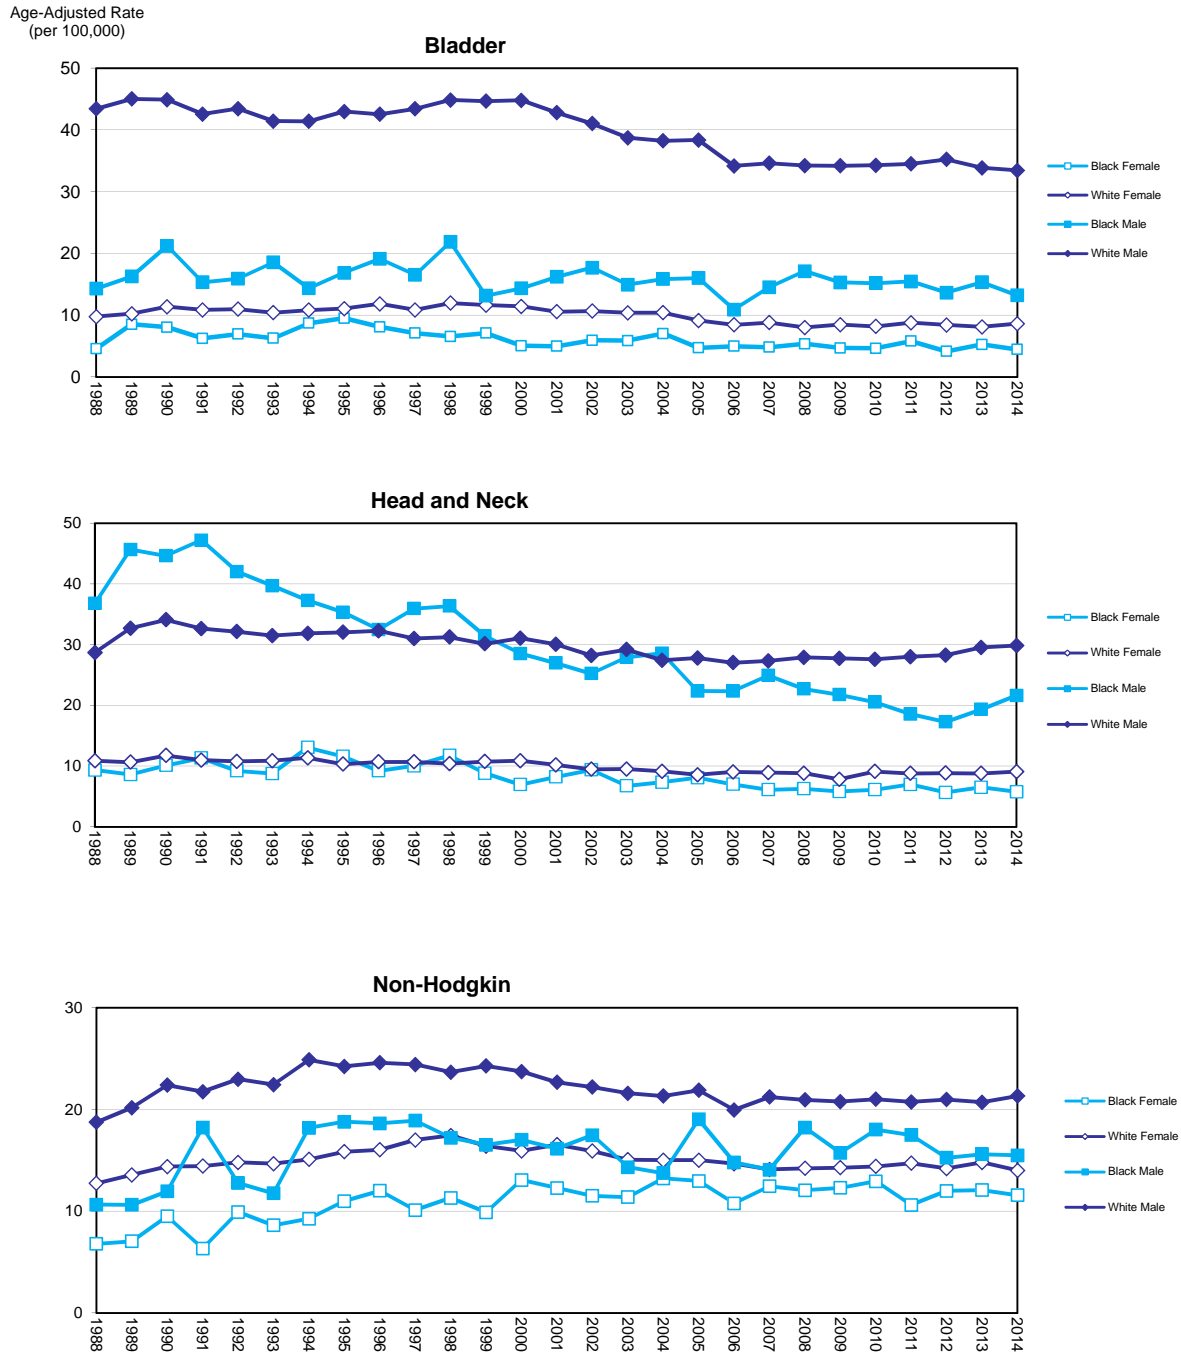 Age-Adjusted Rate
(per 100,000)
Bladder
50
40
30
20
10
0
1988 1989 1990 1991 1992 1993 1994 1995 1996 1997 1998 1999 2000 2001 2002 2003 2004 2005 2006 2007 2008 2009 2010 2011 2012 2013 2014
Black Female
White Female
Black Male
White Male
Head and Neck
50
40
30
20
10
0
1988 1989 1990 1991 1992 1993 1994 1995 1996 1997 1998 1999 2000 2001 2002 2003 2004 2005 2006 2007 2008 2009 2010 2011 2012 2013 2014
Black Female
White Female
Black Male
White Male
Non-Hodgkin
30
20
10
0
1988 1989 1990 1991 1992 1993 1994 1995 1996 1997 1998 1999 2000 2001 2002 2003 2004 2005 2006 2007 2008 2009 2010 2011 2012 2013 2014
Black Female
White Female
Black Male
White Male